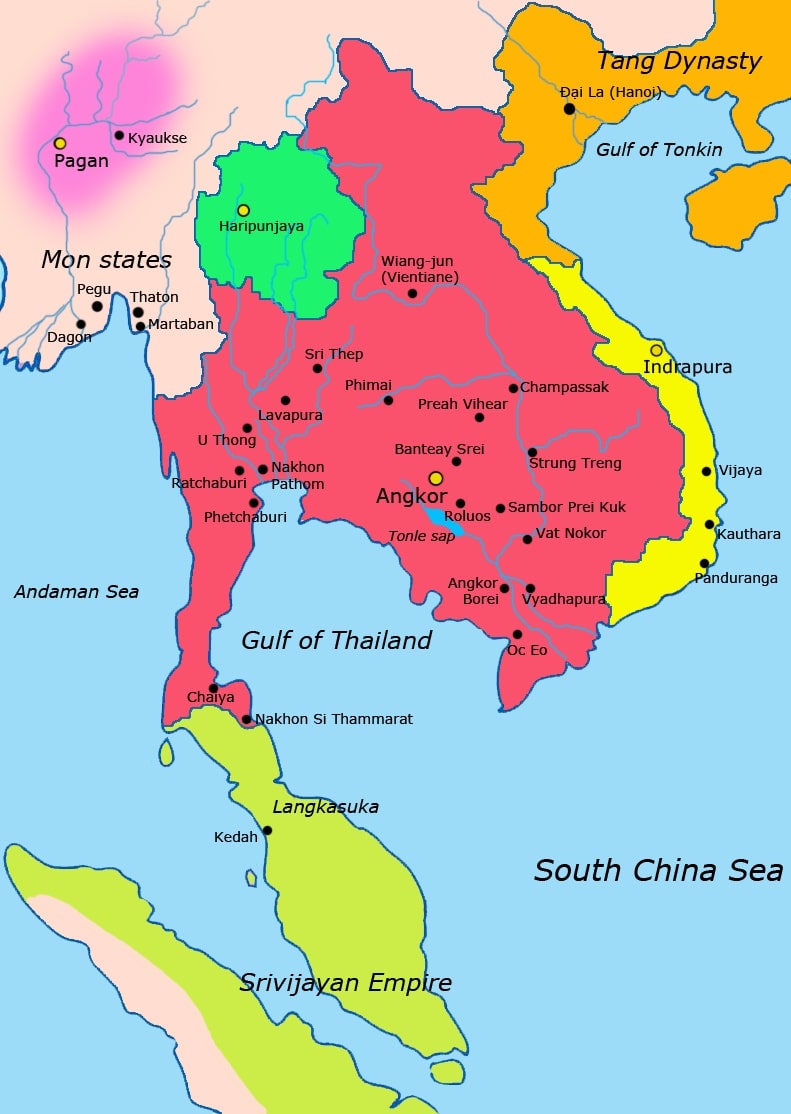 Tang Dynasty
Đại La (Hanoi)
Kyaukse
Gulf of Tonkin
Pagan
Haripunjaya
Mon states
Wiang-jun
(Vientiane)
Pegu
Thaton
Martaban
Dagon
Sri Thep
Indrapura
Phimai
Champassak
Lavapura
Preah Vihear
U Thong
Banteay Srei
Strung Treng
Nakhon
Pathom
Vijaya
Ratchaburi
Angkor
Phetchaburi
Roluos
Sambor Prei Kuk
Tonle sap
Vat Nokor
Kauthara
Panduranga
Andaman Sea
Angkor
Borei
Vyadhapura
Gulf of Thailand
Oc Eo
Chaiya
Nakhon Si Thammarat
Langkasuka
Kedah
South China Sea
Srivijayan Empire